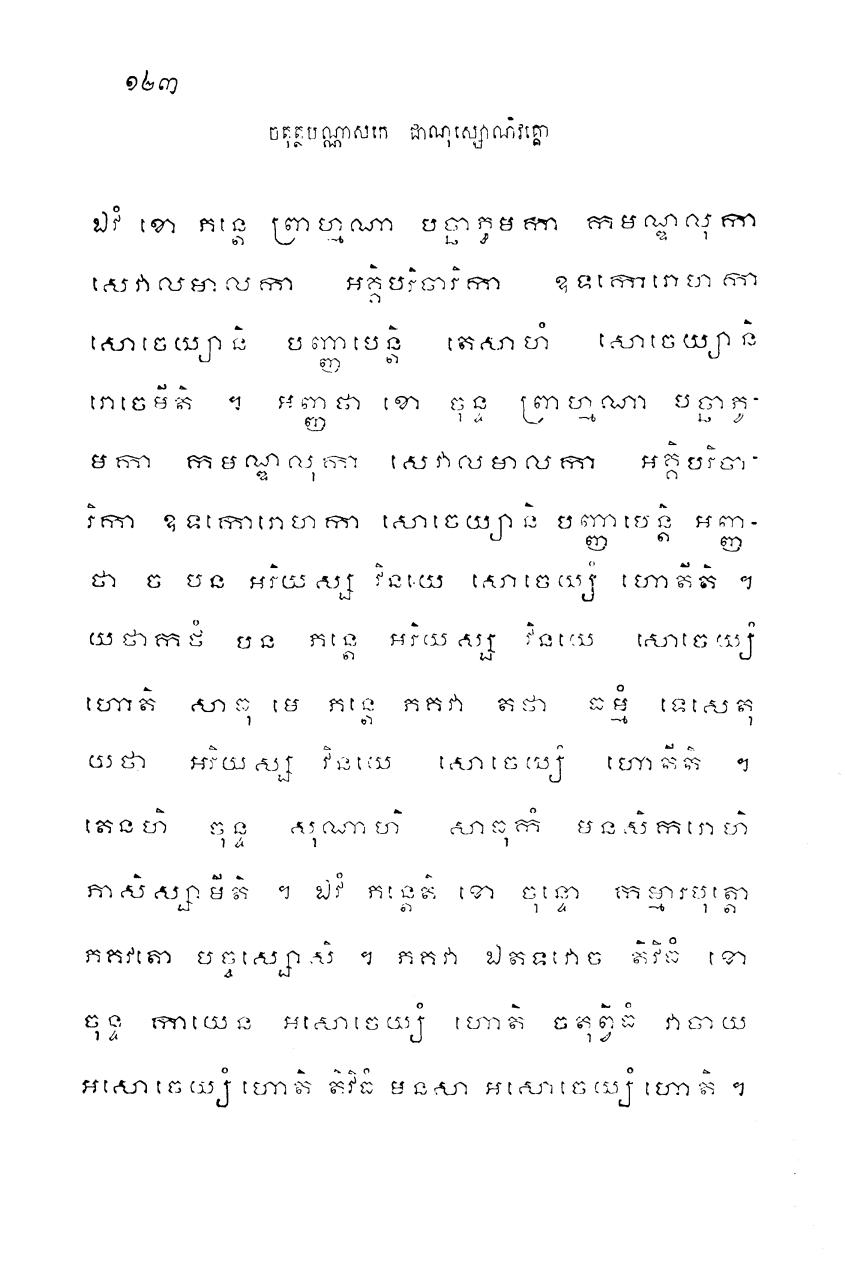 ១៤៣
ចតុត្ថបណ្ណាសកេ ជាណុស្សោណិវគ្គោ
ឯវំ ខោ ភន្តេ ព្រាហ្មណា បច្ឆាភូមកា កាមណ្ឌលុកា
សេវាលមាលកា អគ្គិបរិចារិកា ឧទកោរោហកា
សោចេយ្យានិ បញ្ញាបេន្តិ តេសាហំ សោចេយ្យានិ
រោចេមីតិ ។ អញ្ញថា ខោ ចុន្ទ ព្រាហ្មណា បច្ឆាភូ-
មកា កាមណ្ឌលុកា សេវាលមាលកា អគ្គិបរិចា-
រិកា ឧទកោរោហកា សោចេយ្យានិ បញ្ញាបេន្តិ អញ្ញ-
ថា ច បន អរិយស្ស វិនយេ សោចេយ្យំ ហោតីតិ ។
យថាកថំ បន ភន្តេ អរិយស្ស វិនយេ សោចេយ្យំ
ហោតិ សាធុ មេ ភន្តេ ភគវា តថា ធម្មំ ទេសេតុ
យថា អរិយស្ស វិនយេ សោចេយ្យំ ហោតីតិ ។
តេនហិ ចុន្ទ សុណាហិ សាធុកំ មនសិករោហិ
ភាសិស្សាមីតិ ។ ឯវំ ភន្តេតិ ខោ ចុន្ទោ កម្មារបុត្តោ
ភគវតោ បច្ចស្សោសិ ។ ភគវា ឯតទវោច តិវិធំ ខោ
ចុន្ទ កាយេន អសោចេយ្យំ ហោតិ ចតុព្វិធំ វាចាយ
អសោចេយ្យំ ហោតិ តិវិធំ មនសា អសោចេយ្យំ ហោតិ ។